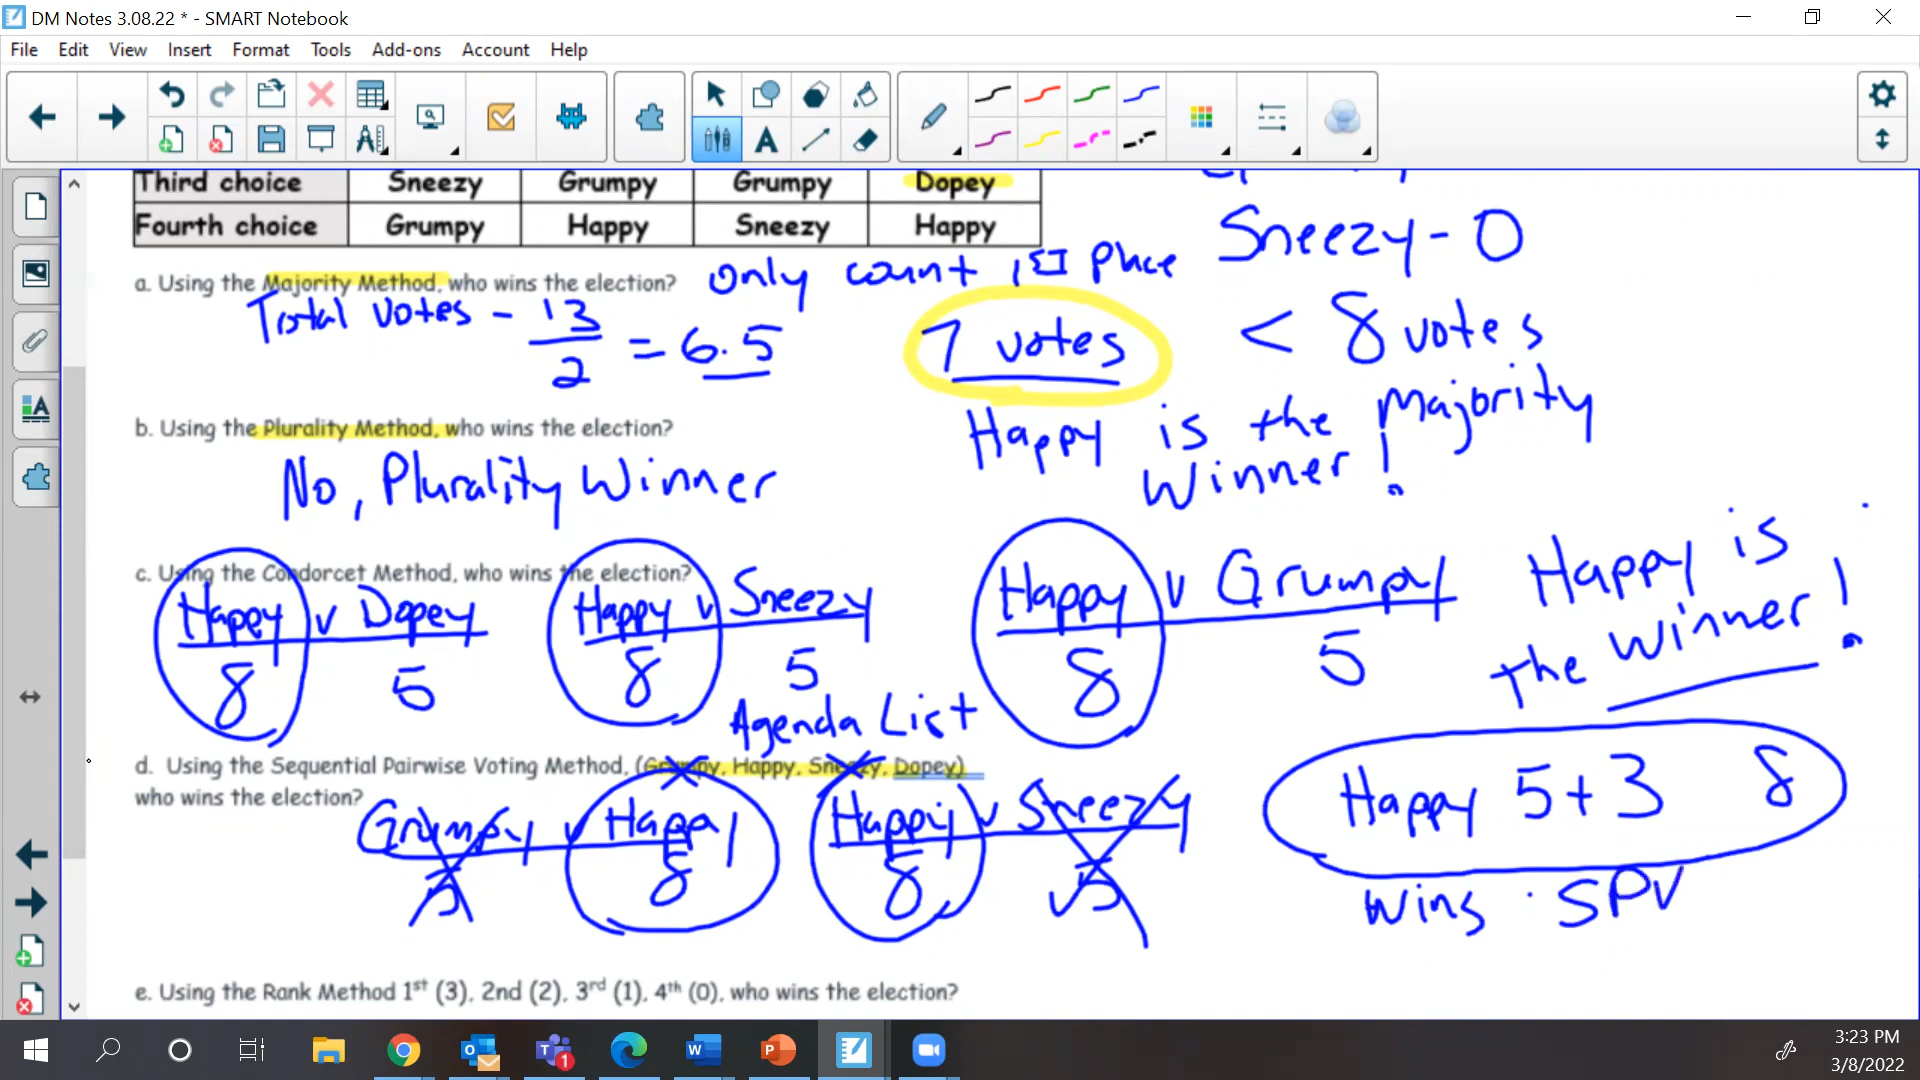 DM Notes 3.08.22 * - SMART Notebook
File Edit View Insert Format Tools Add-ons Account Help
Third choice Sneezy Grumpy Grumpy Dopey
Fourth choice Grumpy Happy Sneezy Happy
Sneezy - 0
a. Using the Majority Method, who wins the election? Only count 1st place
Total Votes - 13/2 = 6.5 7 votes < 8 votes
Happy is the Majority
Winner!
b. Using the Plurality Method, who wins the election?
No, Plurality Winner
c. Using the Condorcet Method, who wins the election?
Happy v Dopey Happy v Sneezy Happy v Grumpy Happy is
8 5 8 5 8 5 the Winner!
Agenda List
d. Using the Sequential Pairwise Voting Method, (Grumpy, Happy, Sneezy, Dopey)
who wins the election?
Grumpy v Happy Happy v Sneezy Happy 5+3 8
5 8 8 5 Wins SPV
e. Using the Rank Method 1st (3), 2nd (2), 3rd (1), 4th (0), who wins the election?
1
3:23 PM
3/8/2022